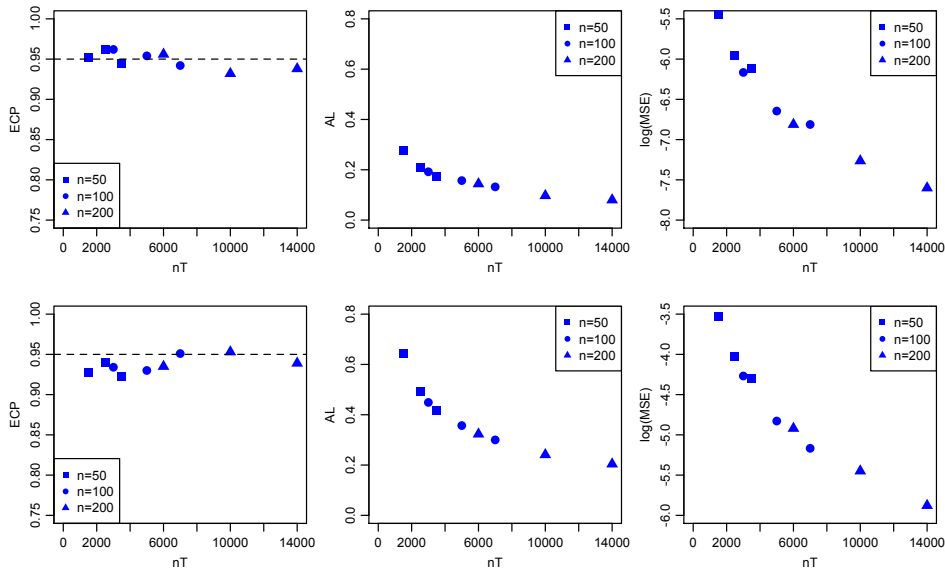 ECP
0.75 0.80 0.85 0.90 0.95 1.00
n=50
n=100
n=200
0 2000 6000 10000 14000
nT
AL
0.0 0.2 0.4 0.6 0.8
n=50
n=100
n=200
0 2000 6000 10000 14000
nT
log(MSE)
-8.0 -7.5 -7.0 -6.5 -6.0 -5.5
n=50
n=100
n=200
0 2000 6000 10000 14000
nT
ECP
0.75 0.80 0.85 0.90 0.95 1.00
n=50
n=100
n=200
0 2000 6000 10000 14000
nT
AL
0.0 0.2 0.4 0.6 0.8
n=50
n=100
n=200
0 2000 6000 10000 14000
nT
log(MSE)
-6.0 -5.5 -5.0 -4.5 -4.0 -3.5
n=50
n=100
n=200
0 2000 6000 10000 14000
nT